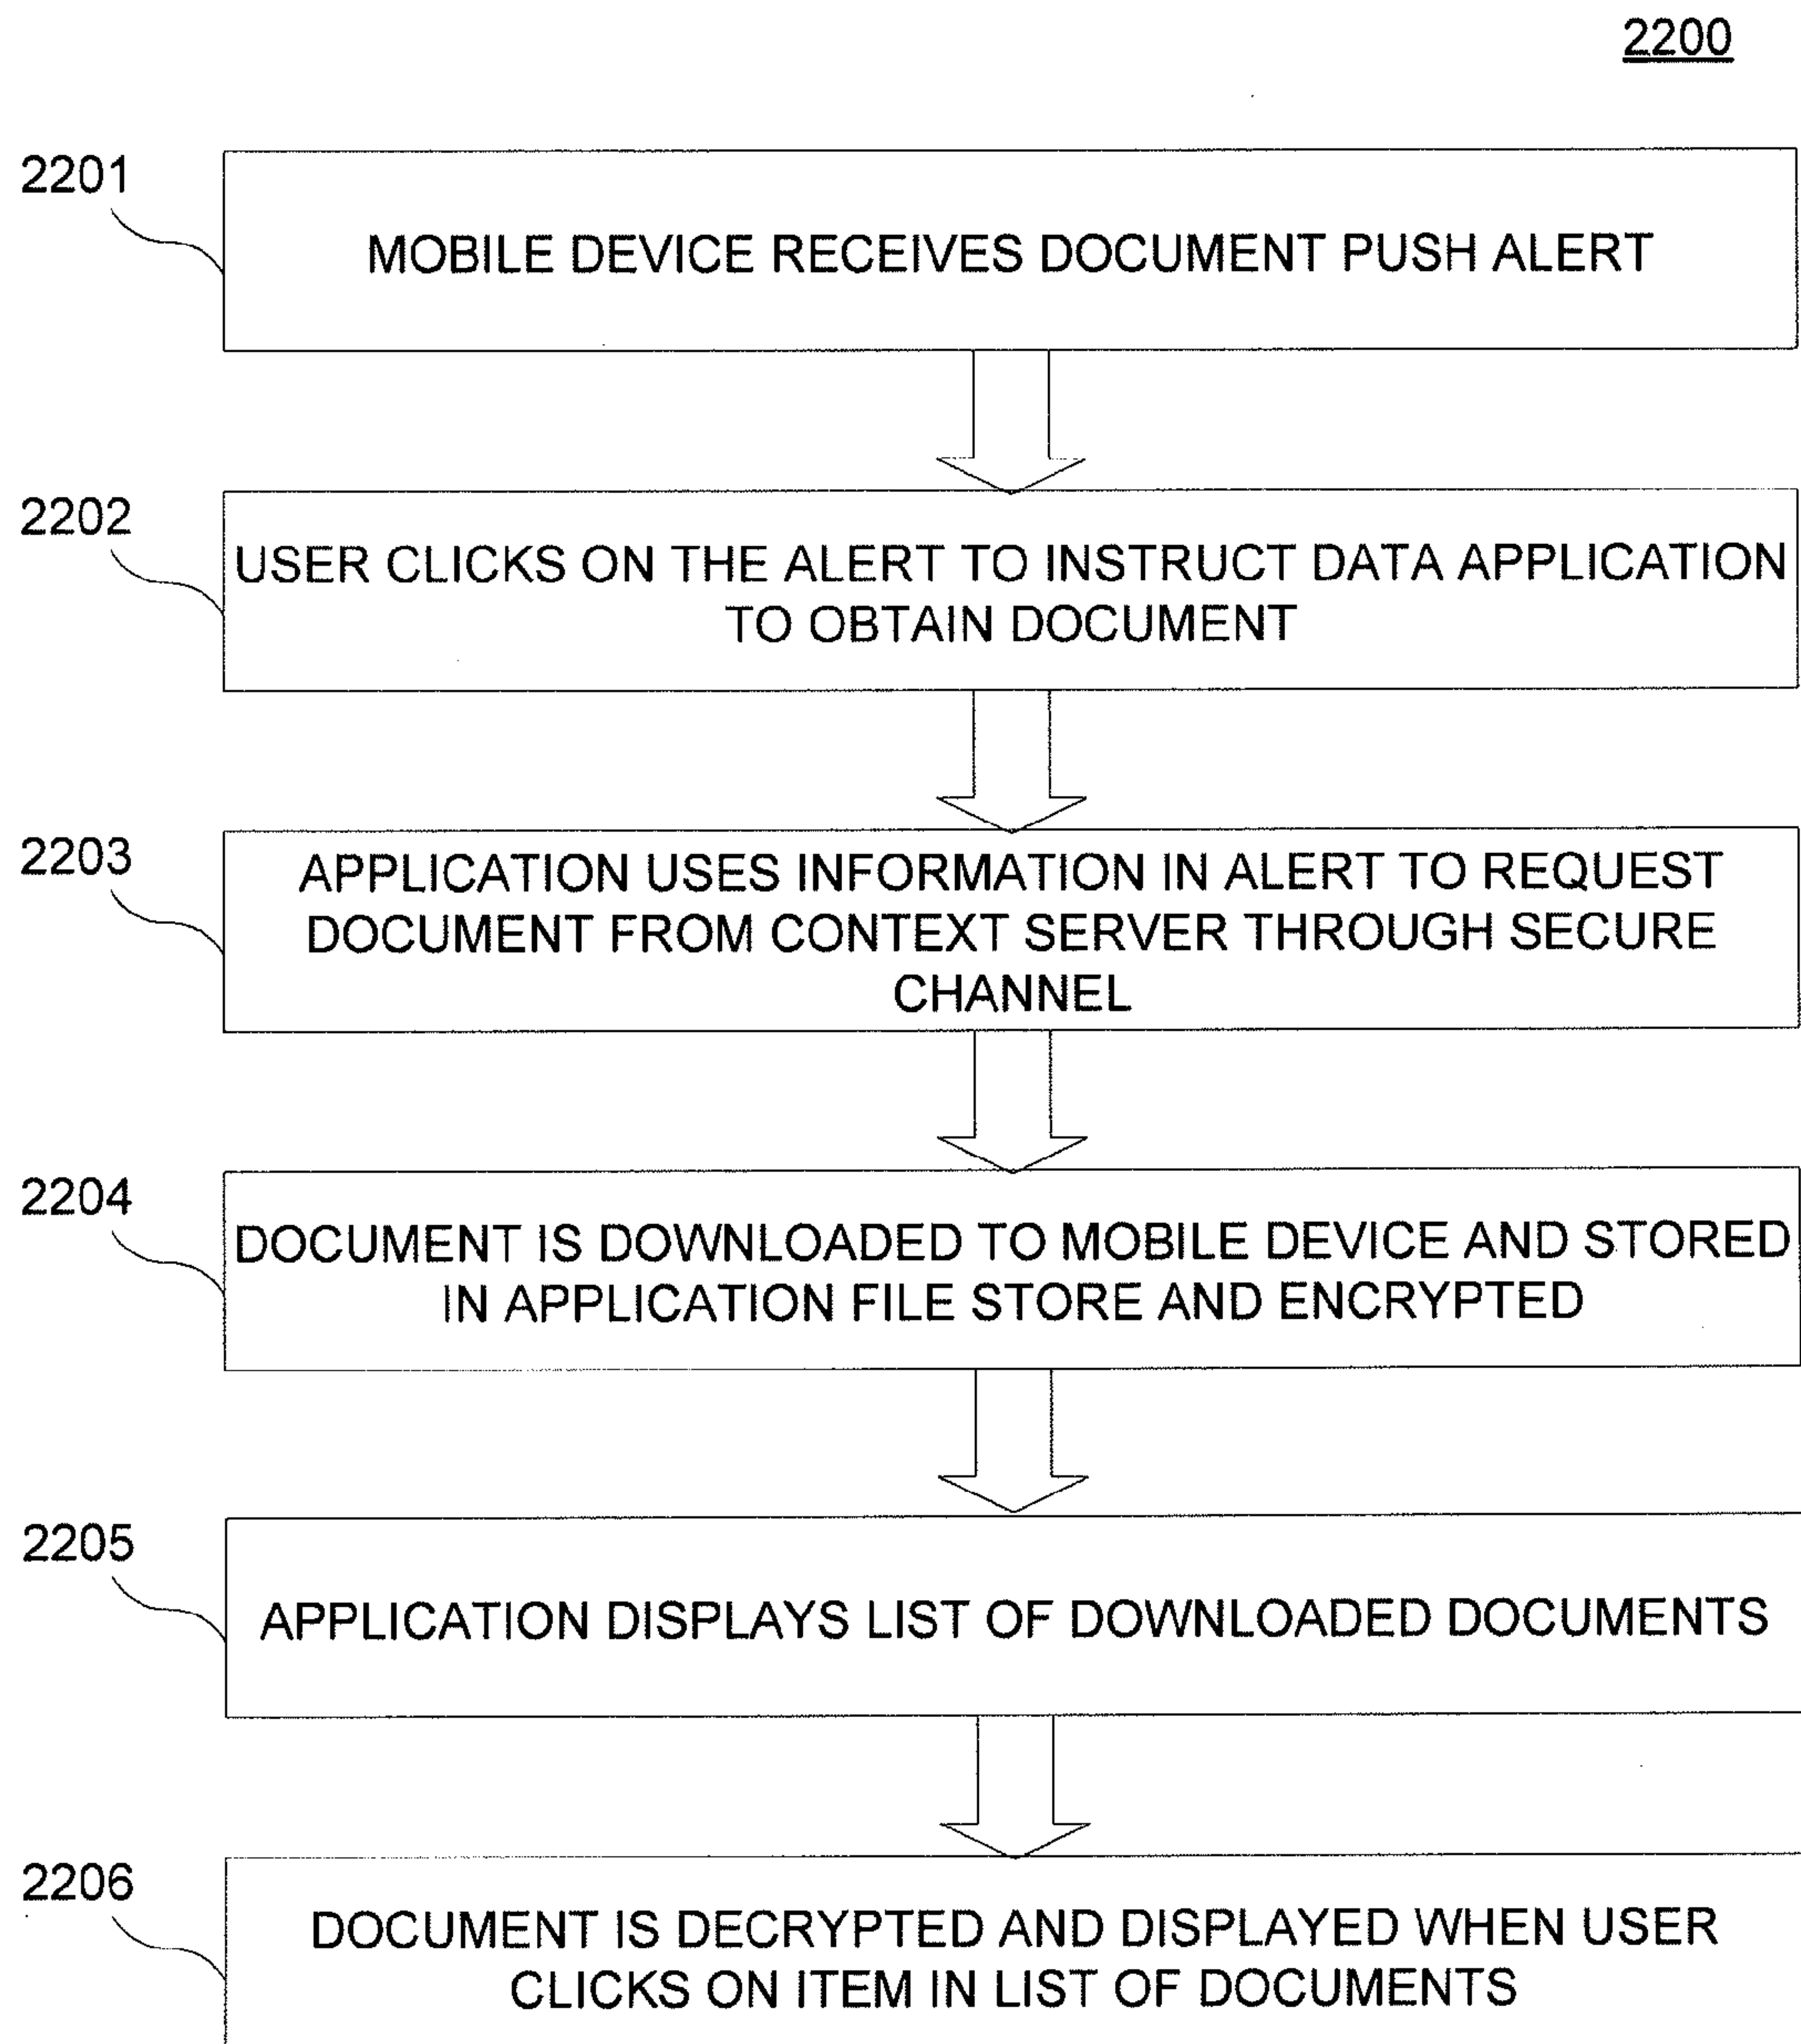 2200
2201
MOBILE DEVICE RECEIVES DOCUMENT PUSH ALERT
2202
USER CLICKS ON THE ALERT TO INSTRUCT DATA APPLICATION
TO OBTAIN DOCUMENT
2203
APPLICATION USES INFORMATION IN ALERT TO REQUEST
DOCUMENT FROM CONTEXT SERVER THROUGH SECURE
CHANNEL
2204
DOCUMENT IS DOWNLOADED TO MOBILE DEVICE AND STORED
IN APPLICATION FILE STORE AND ENCRYPTED
2205
APPLICATION DISPLAYS LIST OF DOWNLOADED DOCUMENTS
2206
DOCUMENT IS DECRYPTED AND DISPLAYED WHEN USER
CLICKS ON ITEM IN LIST OF DOCUMENTS